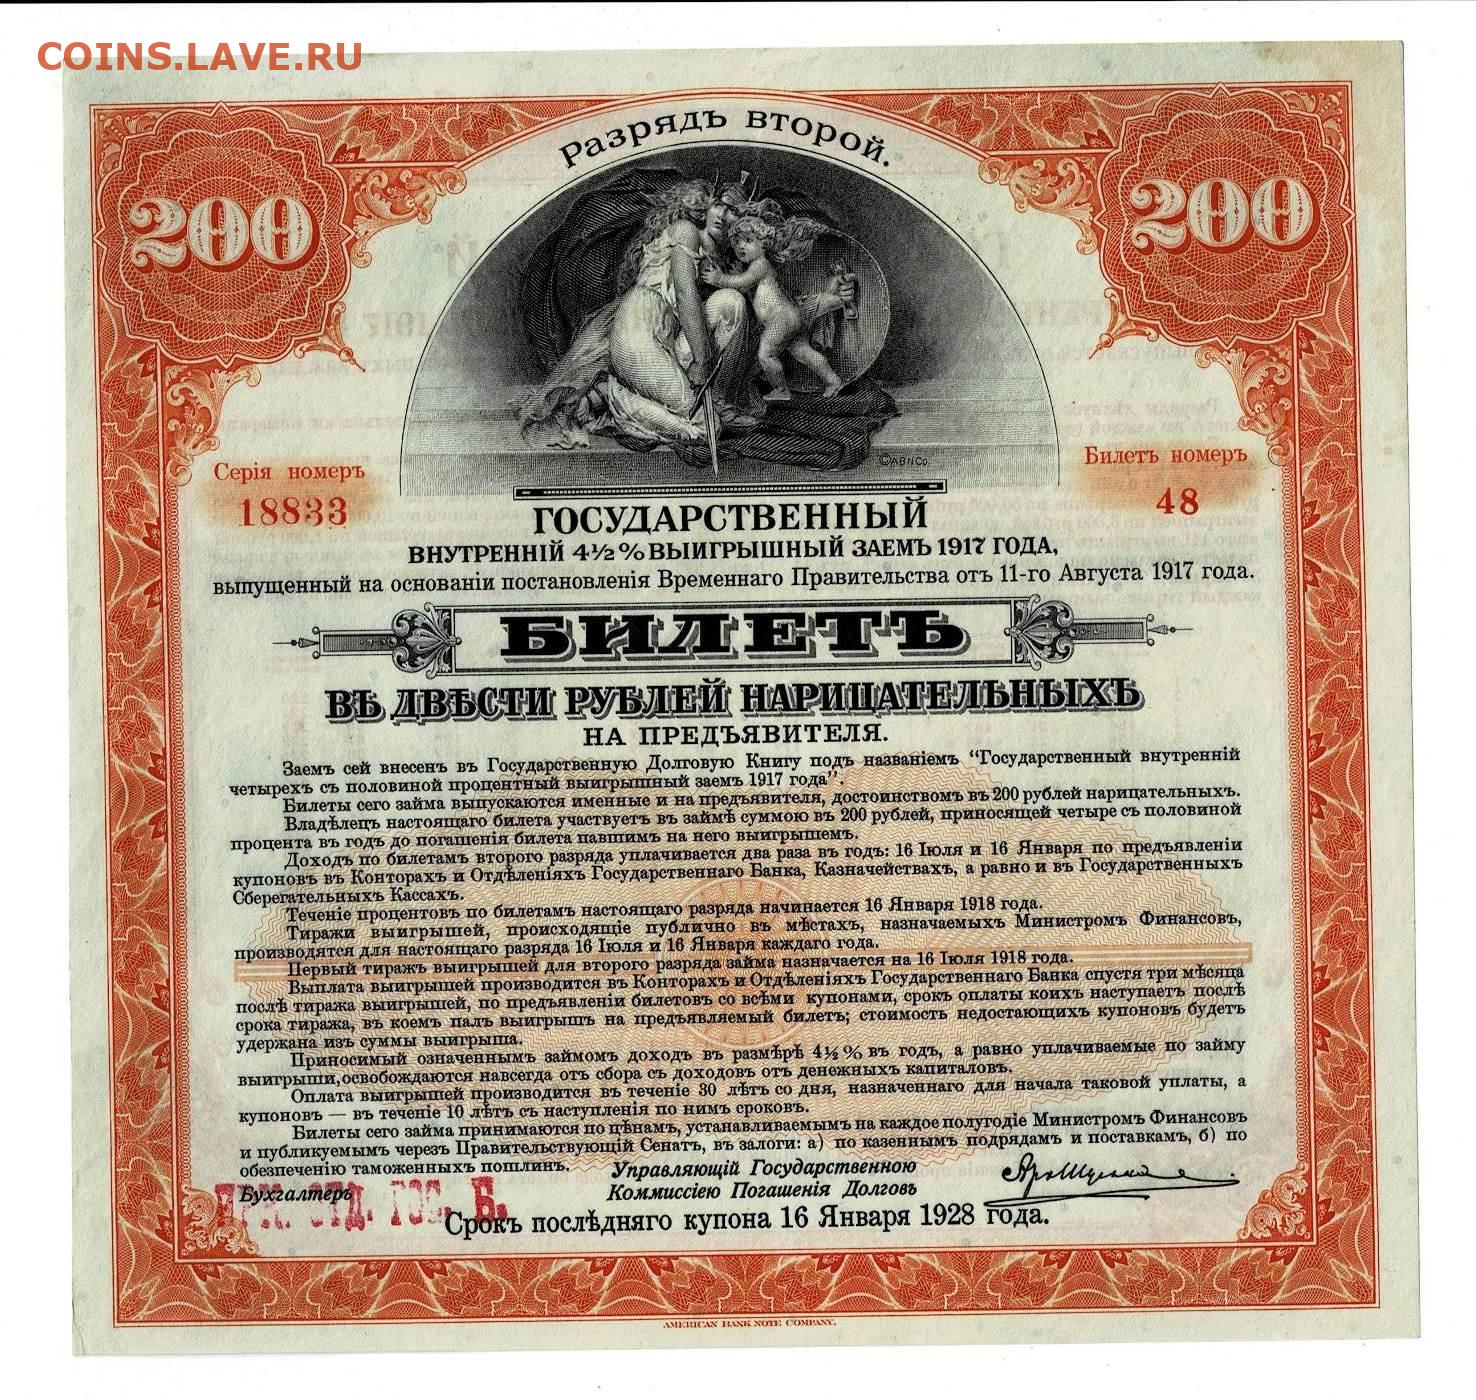 COINS.LAVE.RU
Разрядъ второй.
200
200
Серія номеръ
18833
Билетъ номеръ
48
©ABNCo.
ГОСУДАРСТВЕННЫЙ
ВНУТРЕННІЙ 4½% ВЫИГРЫШНЫЙ ЗАЕМЪ 1917 ГОДА,
выпущенный на основаніи постановленія Временнаго Правительства отъ 11-го Августа 1917 года.
БИЛЕТЪ
ВЪ ДВѢСТИ РУБЛЕЙ НАРИЦАТЕЛЬНЫХЪ
НА ПРЕДЪЯВИТЕЛЯ.
Заемъ сей внесенъ въ Государственную Долговую Книгу подъ названіемъ “Государственный внутренній
четырехъ съ половиной процентный выигрышный заемъ 1917 года”.
Билеты сего займа выпускаются именные и на предъявителя, достоинствомъ въ 200 рублей нарицательныхъ.
Владѣлецъ настоящаго билета участвуетъ въ займѣ суммою въ 200 рублей, приносящей четыре съ половиной
процента въ годъ до погашенія билета павшимъ на него выигрышемъ.
Доходъ по билетамъ второго разряда уплачивается два раза въ годъ: 16 Іюля и 16 Января по предъявленіи
купоновъ въ Конторахъ и Отдѣленіяхъ Государственнаго Банка, Казначействахъ, а равно и въ Государственныхъ
Сберегательныхъ Кассахъ.
Теченіе процентовъ по билетамъ настоящаго разряда начинается 16 Января 1918 года.
Тиражи выигрышей, происходящіе публично въ мѣстахъ, назначаемыхъ Министромъ Финансовъ,
производятся для настоящаго разряда 16 Іюля и 16 Января каждаго года.
Первый тиражъ выигрышей для второго разряда займа назначается на 16 Іюля 1918 года.
Выплата выигрышей производится въ Конторахъ и Отдѣленіяхъ Государственнаго Банка спустя три мѣсяца
послѣ тиража выигрышей, по предъявленіи билетовъ со всѣми купонами, срокъ оплаты коихъ наступаетъ послѣ
срока тиража, въ коемъ палъ выигрышъ на предъявляемый билетъ; стоимость недостающихъ купоновъ будетъ
удержана изъ суммы выигрыша.
Приносимый означеннымъ займомъ доходъ въ размѣрѣ 4½% въ годъ, а равно уплачиваемые по займу
выигрыши, освобождаются навсегда отъ сбора съ доходовъ отъ денежныхъ капиталовъ.
Оплата выигрышей производится въ теченіе 30 лѣтъ со дня, назначеннаго для начала таковой уплаты, а
купоновъ — въ теченіе 10 лѣтъ съ наступленія по нимъ сроковъ.
Билеты сего займа принимаются по цѣнамъ, устанавливаемымъ на каждое полугодіе Министромъ Финансовъ
и публикуемымъ черезъ Правительствующій Сенатъ, въ залоги: а) по казеннымъ подрядамъ и поставкамъ, б) по
обезпеченію таможенныхъ пошлинъ.
Управляющій Государственною
Коммиссіею Погашенія Долговъ
Бухгалтеръ
ИРК. ОТД. ГОС. Б.
Срокъ послѣдняго купона 16 Января 1928 года.
AMERICAN BANK NOTE COMPANY.